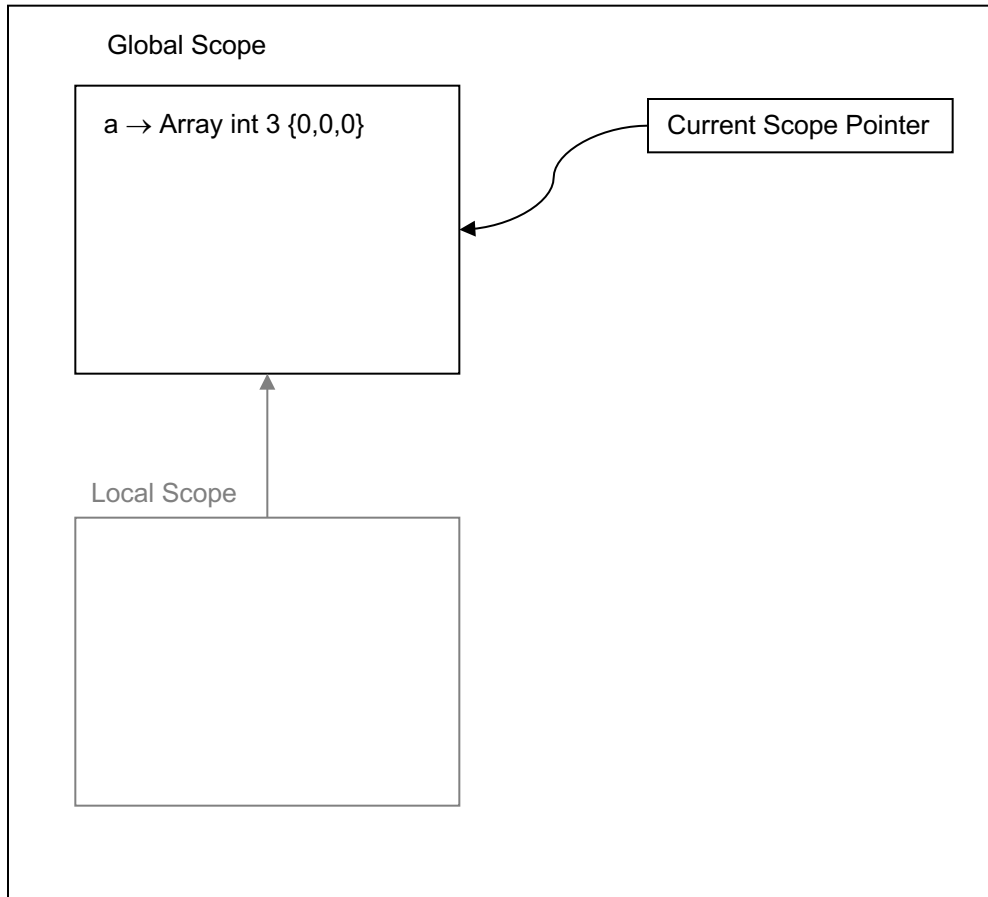 Global Scope
a → Array int 3 {0,0,0}
Current Scope Pointer
Local Scope